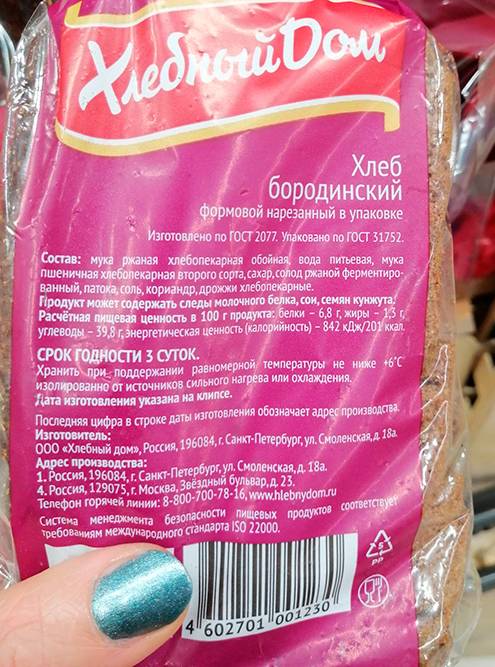 Хлебный Дом
Хлеб
бородинский
формовой нарезанный в упаковке
Изготовлено по ГОСТ 2077. Упаковано по ГОСТ 31752.
Состав: мука ржаная хлебопекарная обойная, вода питьевая, мука
пшеничная хлебопекарная второго сорта, сахар, солод ржаной ферментиро-
ванный, патока, соль, кориандр, дрожжи хлебопекарные.
Продукт может содержать следы молочного белка, сои, семян кунжута.
Расчётная пищевая ценность в 100 г продукта: белки – 6,8 г, жиры – 1,3 г,
углеводы – 39,8 г, энергетическая ценность (калорийность) – 842 кДж/201 ккал.
СРОК ГОДНОСТИ 3 СУТОК.
Хранить при поддержании равномерной температуры не ниже +6°С
изолированно от источников сильного нагрева или охлаждения.
Дата изготовления указана на клипсе.
Последняя цифра в строке даты изготовления обозначает адрес производства.
Изготовитель:
ООО «Хлебный дом», Россия, 196084, г. Санкт-Петербург, ул. Смоленская, д. 18а.
Адрес производства:
1. Россия, 196084, г. Санкт-Петербург, ул. Смоленская, д. 18а.
4. Россия, 129075, г. Москва, Звёздный бульвар, д. 23.
Телефон горячей линии: 8-800-700-78-16, www.hlebnydom.ru
Система менеджмента безопасности пищевых продуктов соответствует
требованиям международного стандарта ISO 22000.
5
PP
4 602701 001230